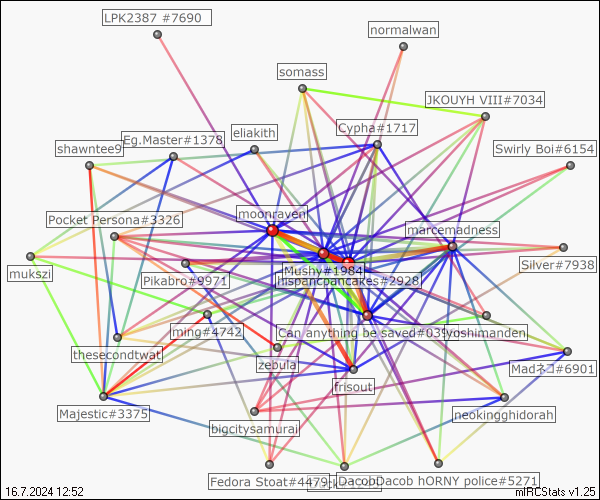 LPK2387 #7690
normalwan
somass
JKOUYH VIII#7034
Cypha#1717
eliakith
Eg.Master#1378
shawntee9
Swirly Boi#6154
moonraven
Pocket Persona#3326
marcemadness
mukszi
Pikabro#9971
Mushy#1984
hispanicpancakes#2928
Silver#7938
ming#4742
Can anything be saved#039
yoshimanden
thesecondtwat
zebula
Madネコ#6901
frisout
Majestic#3375
bigcitysamurai
neokingghidorah
Fedora Stoat#4479
DacobDacob hORNY police#5271
16.7.2024 12:52
mIRCStats v1.25